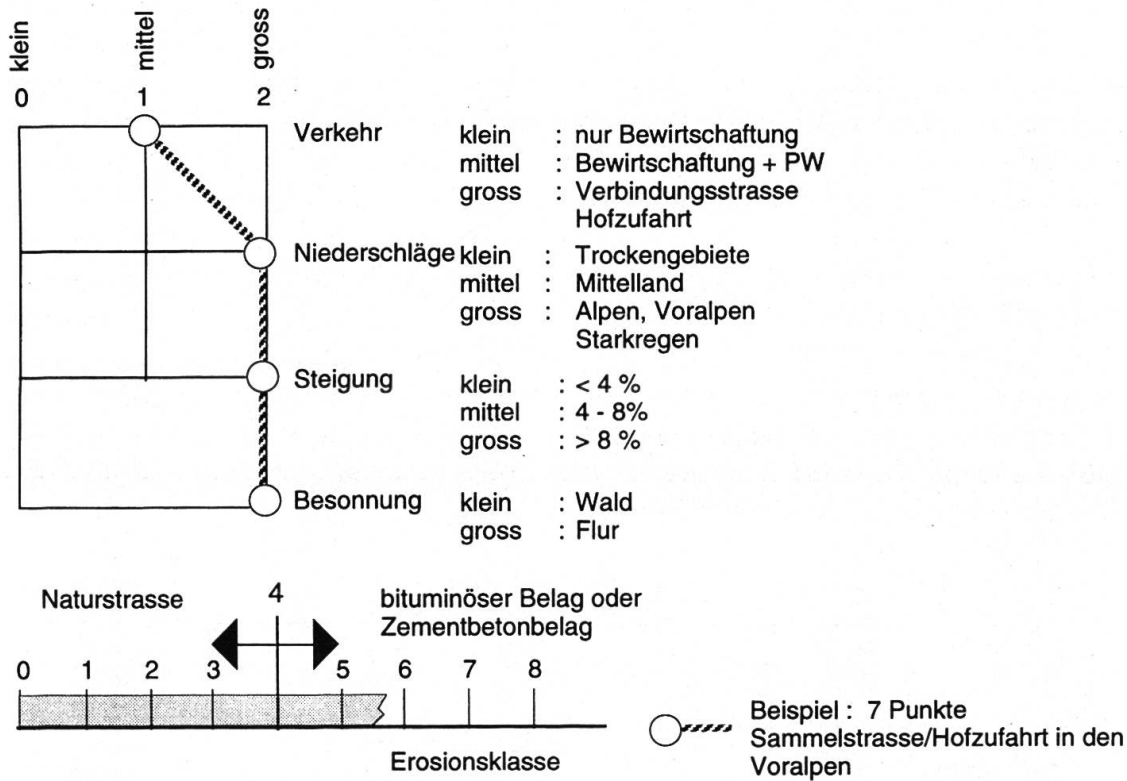 klein
mittel
gross
0 1 2
Verkehr klein : nur Bewirtschaftung
mittel : Bewirtschaftung + PW
gross : Verbindungsstrasse
Hofzufahrt
Niederschläge klein : Trockengebiete
mittel : Mittelland
gross : Alpen, Voralpen
Starkregen
Steigung klein : < 4 %
mittel : 4 - 8%
gross : > 8 %
Besonnung klein : Wald
gross : Flur
Naturstrasse 4 bituminöser Belag oder
Zementbetonbelag
0 1 2 3 5 6 7 8
Erosionsklasse
Beispiel : 7 Punkte
Sammelstrasse/Hofzufahrt in den
Voralpen